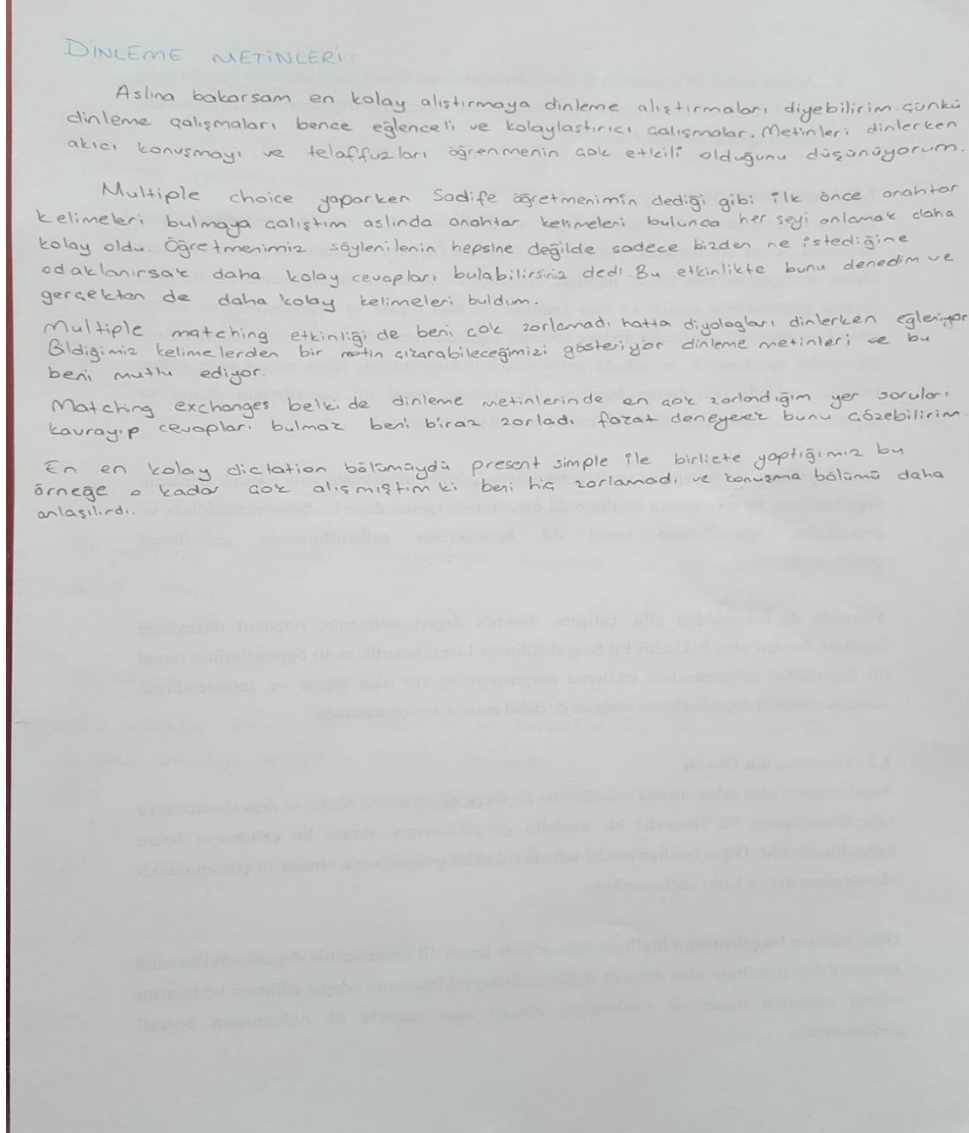 DİNLEME METİNLERİ:
Aslına bakarsam en kolay alıştırmaya dinleme alıştırmaları diyebilirim çünkü
dinleme çalışmaları bence eğlenceli ve kolaylaştırıcı çalışmalar. Metinleri dinlerken
akıcı konuşmayı ve telaffuzları öğrenmenin çok etkili olduğunu düşünüyorum.
Multiple choice yaparken Sadife öğretmenimin dediği gibi ilk önce anahtar
kelimeleri bulmaya çalıştım aslında anahtar kelimeleri bulunca her şeyi anlamak daha
kolay oldu. Öğretmenimiz söylenilenin hepsine değilde sadece bizden ne istediğine
odaklanırsak daha kolay cevapları bulabilirsiniz dedi. Bu etkinlikte bunu denedim ve
gerçekten de daha kolay kelimeleri buldum.
Multiple matching etkinliği de beni çok zorlamadı hatta diyologları dinlerken eğleniyor
Bildiğimiz kelimelerden bir metin çızarabileceğimizi gösteriyor dinleme metinleri ve bu
beni mutlu ediyor.
Matching exchanges belki de dinleme metinlerinde en çok zorlandığım yer soruları
kavrayıp cevapları bulmak beni biraz zorladı fakat deneyerek bunu çözebilirim
En en kolay dictation bölümüydü present simple ile birlikte yaptığımız bu
örneğe o kadar çok alışmıştım ki beni hiç zorlamadı ve konuşma bölümü daha
anlaşılırdı.